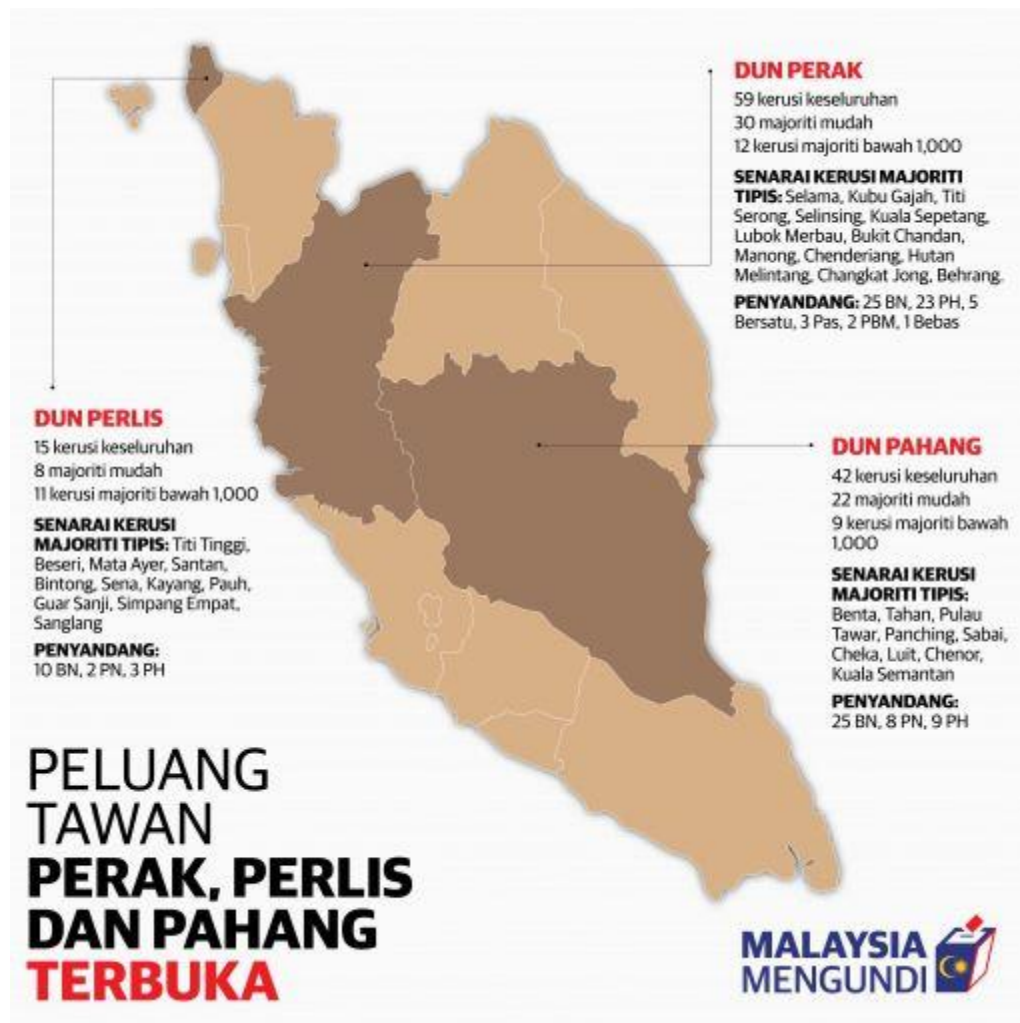 DUN PERAK
59 kerusi keseluruhan
30 majoriti mudah
12 kerusi majoriti bawah 1,000
SENARAI KERUSI MAJORITI
TIPIS: Selama, Kubu Gajah, Titi
Serong, Selinsing, Kuala Sepetang,
Lubok Merbau, Bukit Chandan,
Manong, Chenderiang, Hutan
Melintang, Changkat Jong, Behrang.
PENYANDANG: 25 BN, 23 PH, 5
Bersatu, 3 Pas, 2 PBM, 1 Bebas
DUN PERLIS
15 kerusi keseluruhan
8 majoriti mudah
11 kerusi majoriti bawah 1,000
SENARAI KERUSI
MAJORITI TIPIS: Titi Tinggi,
Beseri, Mata Ayer, Santan,
Bintong, Sena, Kayang, Pauh,
Guar Sanji, Simpang Empat,
Sanglang
PENYANDANG:
10 BN, 2 PN, 3 PH
DUN PAHANG
42 kerusi keseluruhan
22 majoriti mudah
9 kerusi majoriti bawah
1,000
SENARAI KERUSI
MAJORITI TIPIS:
Benta, Tahan, Pulau
Tawar, Panching, Sabai,
Cheka, Luit, Chenor,
Kuala Semantan
PENYANDANG:
25 BN, 8 PN, 9 PH
PELUANG
TAWAN
PERAK, PERLIS
DAN PAHANG
TERBUKA
MALAYSIA
MENGUNDI